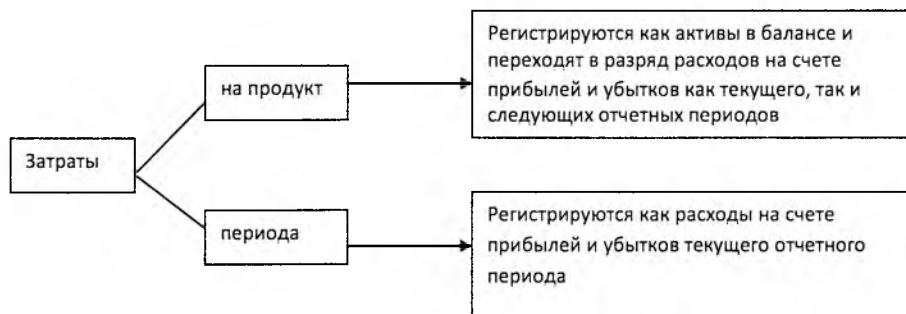 Регистрируются как активы в балансе и
переходят в разряд расходов на счете
прибылей и убытков как текущего, так и
следующих отчетных периодов
на продукт
Затраты
периода
Регистрируются как расходы на счете
прибылей и убытков текущего отчетного
периода